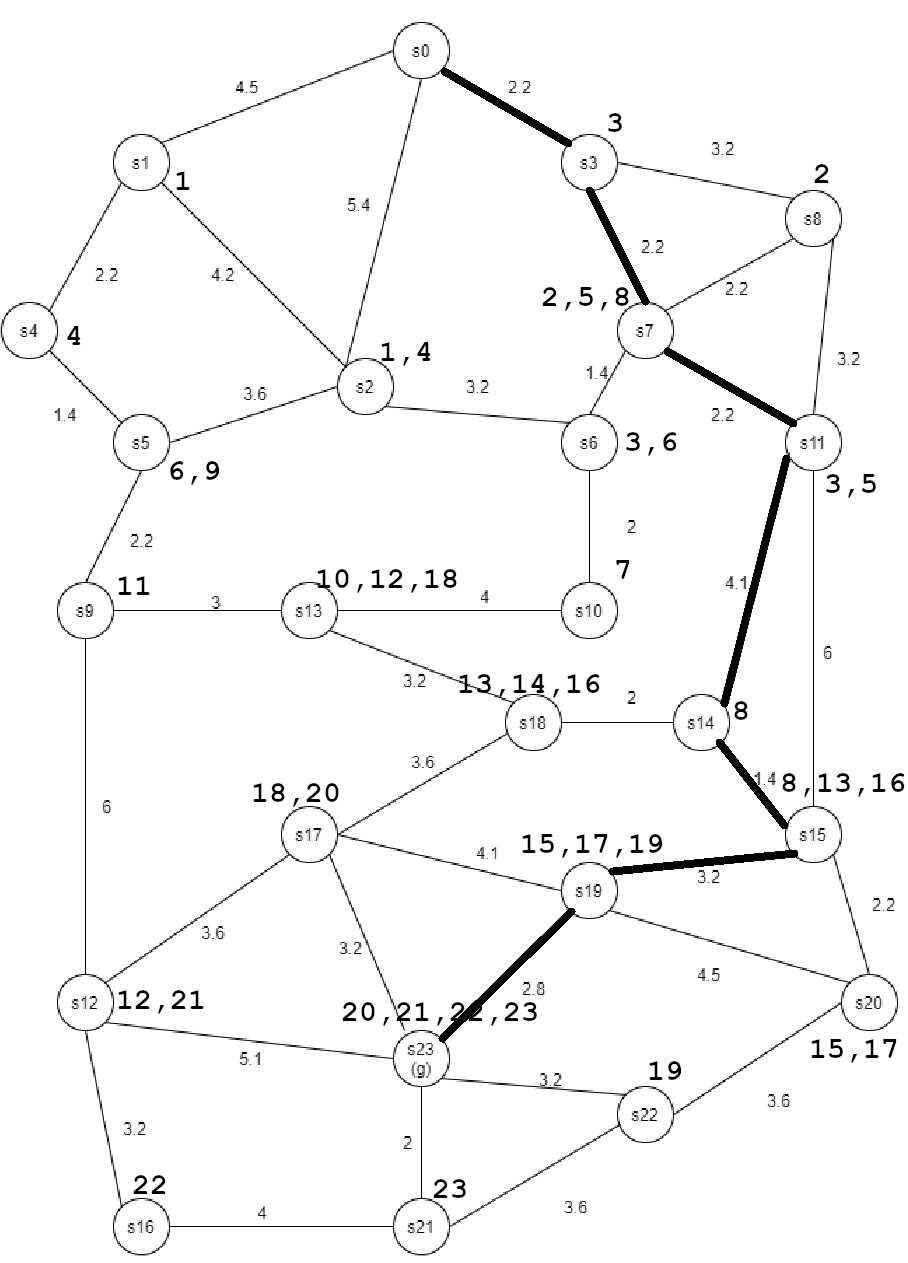 s0
4.5
2.2
3
s1
3.2
2
1
s3
s8
5.4
2.2
4.2
2.2
2.2
2,5,8
s4
4
s7
1,4
3.2
1.4
s2
3.6
3.2
2.2
1.4
s5
s6
3,6
s11
6,9
3,5
2.2
2
7
11
10,12,18
4.1
s9
3
s13
4
s10
6
3.2
13,14,16
2
8
s18
s14
3.6
1.4
8,13,16
18,20
6
s17
s15
15,17,19
4.1
3.2
s19
2.2
3.6
3.2
4.5
2.8
s12
12,21
s20
20,21,22,23
s23
(g)
15,17
5.1
3.2
19
3.6
s22
3.2
2
22
23
4
3.6
s16
s21